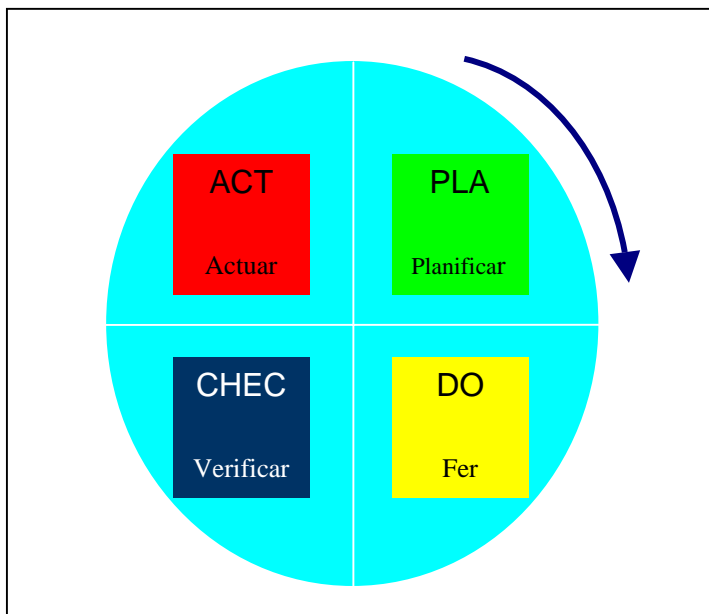 ACT
Actuar
PLA
Planificar
CHEC
Verificar
DO
Fer